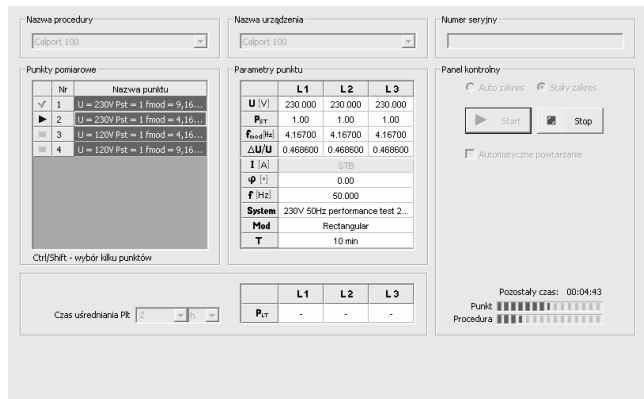 Nazwa procedury
Calport 100
Nazwa urządzenia
Calport 100
Numer seryjny
Punkty pomiarowe
Nr Nazwa punktu
1 U = 230V Pst = 1 fmod = 9,16...
2 U = 230V Pst = 1 fmod = 4,16...
3 U = 120V Pst = 1 fmod = 4,16...
4 U = 120V Pst = 1 fmod = 9,16...
Ctrl/Shift - wybór kilku punktów
Parametry punktu
L1 L2 L3
U [V] 230.000 230.000 230.000
PST 1.00 1.00 1.00
fmod[Hz] 4.16700 4.16700 4.16700
△U/U 0.468600 0.468600 0.468600
I [A] STB
φ [°] 0.00
f [Hz] 50.000
System 230V 50Hz performance test 2...
Mod Rectangular
T 10 min
Panel kontrolny
Auto zakres Stały zakres
Start Stop
Automatyczne powtarzanie
Pozostały czas: 00:04:43
Punkt
Procedura
Czas uśredniania Plt 2 h
L1 L2 L3
PLT - - -